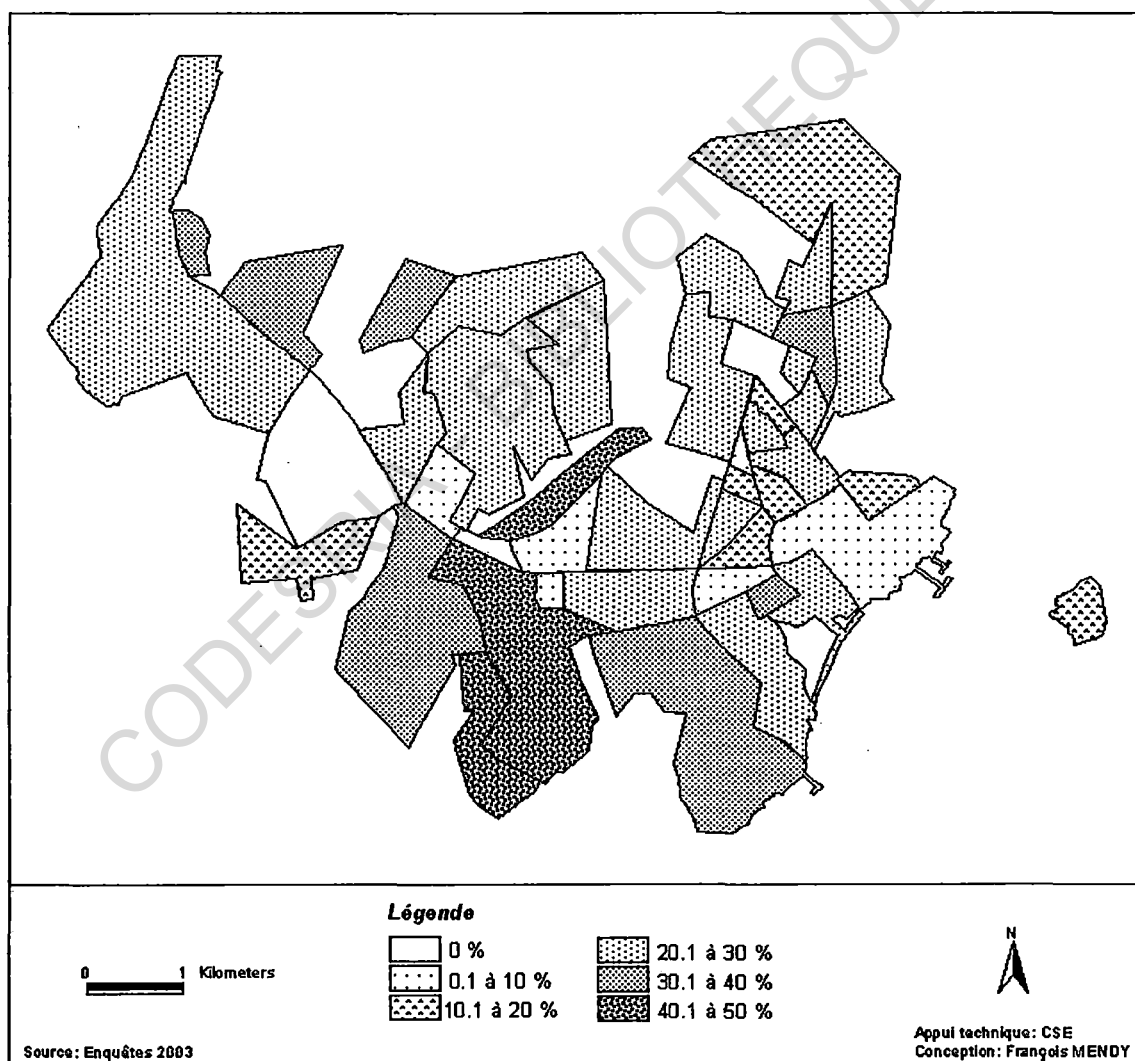 CODESRIA - BIBLIOTHEQUE
Légende
0 %
0.1 à 10 %
10.1 à 20 %
20.1 à 30 %
30.1 à 40 %
40.1 à 50 %
0 1 Kilometers
N
Source: Enquêtes 2003
Appui technique: CSE
Conception: François MENDY